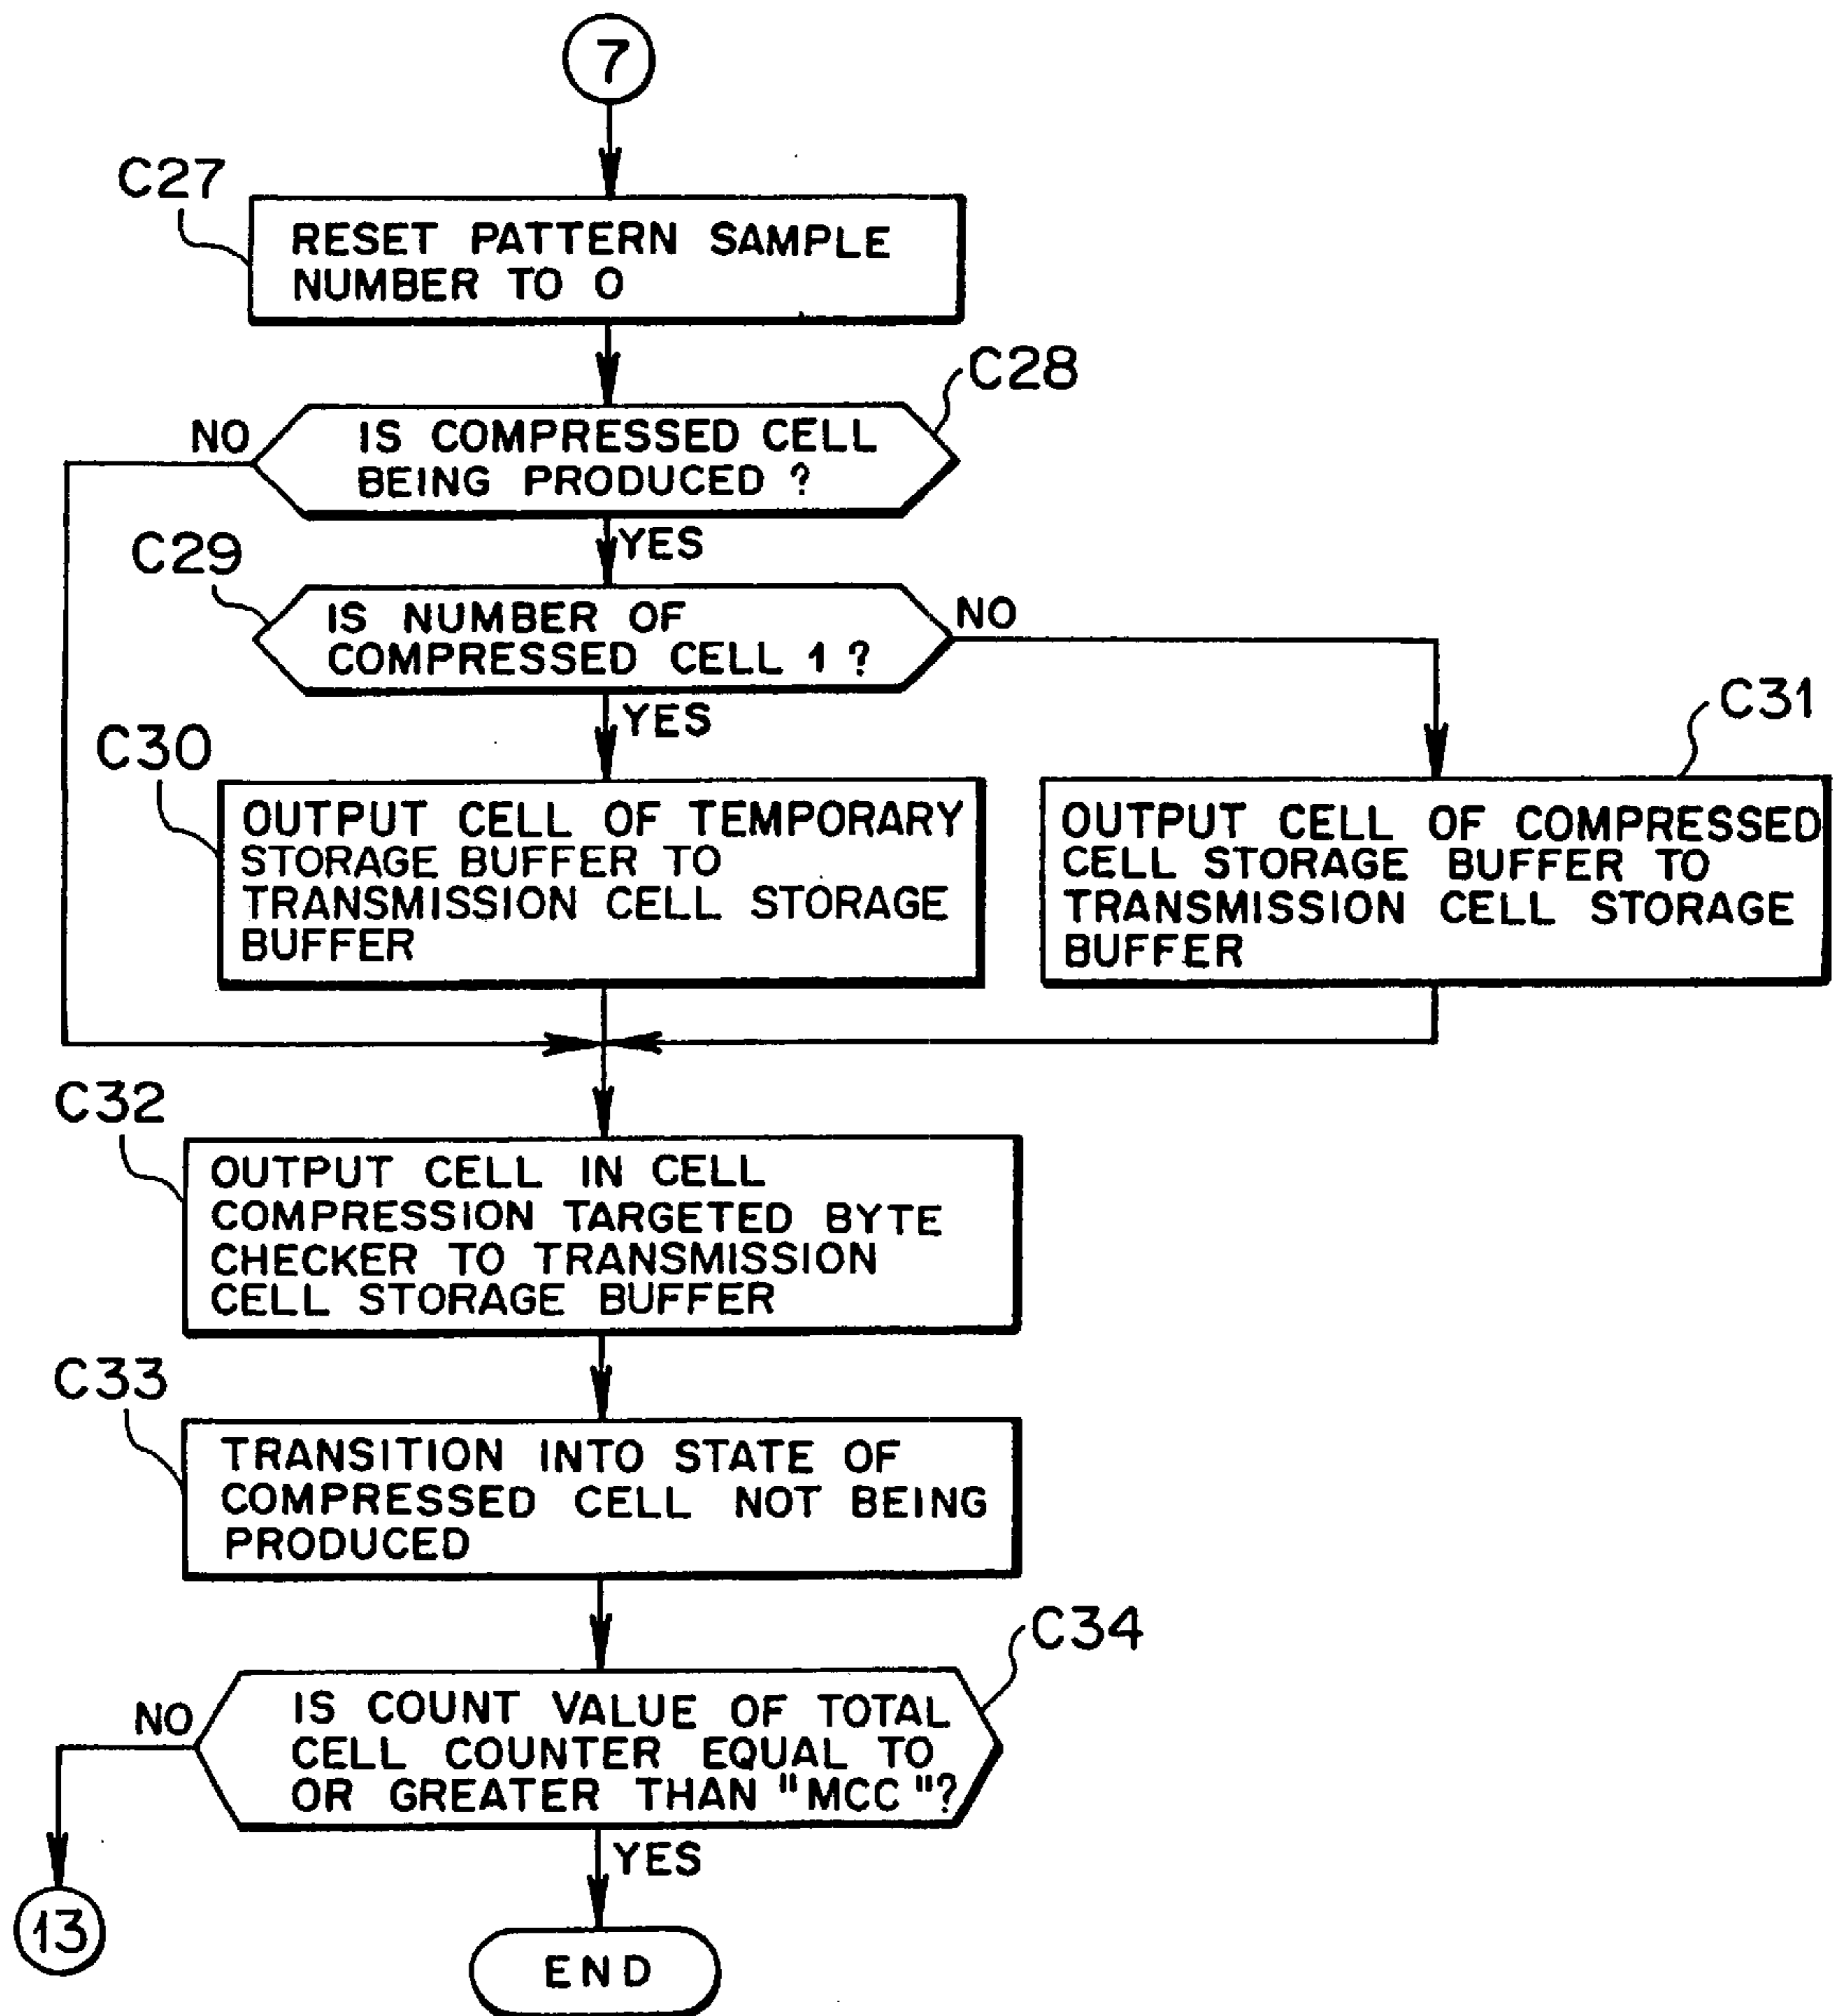 7
C27
RESET PATTERN SAMPLE
NUMBER TO 0
C28
NO
IS COMPRESSED CELL
BEING PRODUCED ?
YES
C29
IS NUMBER OF
COMPRESSED CELL 1 ?
NO
YES
C30
OUTPUT CELL OF TEMPORARY
STORAGE BUFFER TO
TRANSMISSION CELL STORAGE
BUFFER
C31
OUTPUT CELL OF COMPRESSED
CELL STORAGE BUFFER TO
TRANSMISSION CELL STORAGE
BUFFER
C32
OUTPUT CELL IN CELL
COMPRESSION TARGETED BYTE
CHECKER TO TRANSMISSION
CELL STORAGE BUFFER
C33
TRANSITION INTO STATE OF
COMPRESSED CELL NOT BEING
PRODUCED
C34
NO
IS COUNT VALUE OF TOTAL
CELL COUNTER EQUAL TO
OR GREATER THAN "MCC"?
YES
13
END